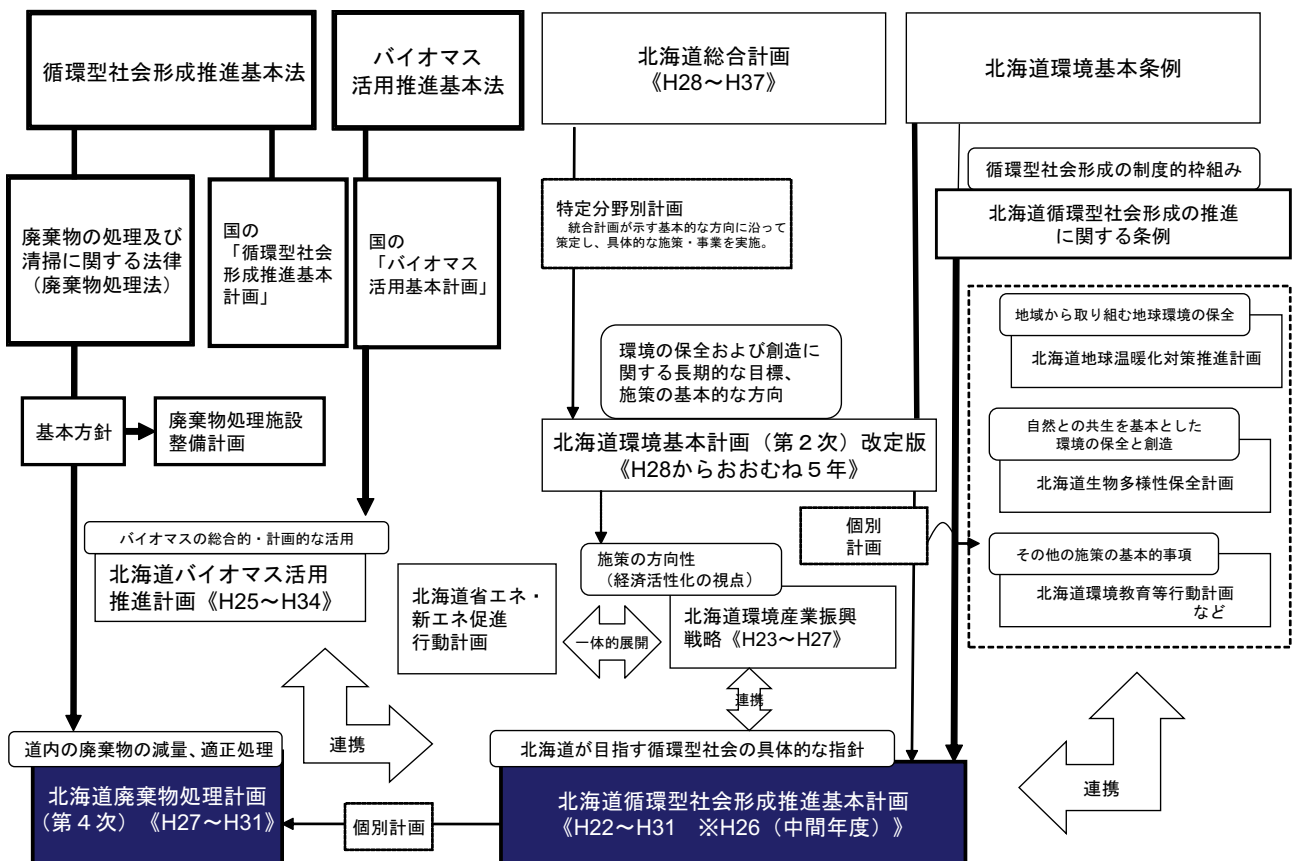 循環型社会形成推進基本法
バイオマス
活用推進基本法
北海道総合計画
《H28～H37》
北海道環境基本条例
廃棄物の処理及び
清掃に関する法律
（廃棄物処理法）
国の
「循環型社会
形成推進基本
計画」
国の
「バイオマス
活用基本計画」
特定分野別計画
統合計画が示す基本的な方向に沿って
策定し、具体的な施策・事業を実施。
循環型社会形成の制度的枠組み
北海道循環型社会形成の推進
に関する条例
地域から取り組む地球環境の保全
北海道地球温暖化対策推進計画
自然との共生を基本とした
環境の保全と創造
北海道生物多様性保全計画
その他の施策の基本的事項
北海道環境教育等行動計画
など
環境の保全および創造に
関する長期的な目標、
施策の基本的な方向
北海道環境基本計画（第２次）改定版
《H28からおおむね５年》
基本方針
廃棄物処理施設
整備計画
個別
計画
バイオマスの総合的・計画的な活用
北海道バイオマス活用
推進計画《H25～H34》
施策の方向性
（経済活性化の視点）
北海道省エネ・
新エネ促進
行動計画
一体的展開
北海道環境産業振興
戦略《H23～H27》
連携
連携
連携
道内の廃棄物の減量、適正処理
北海道廃棄物処理計画
（第４次）《H27～H31》
個別計画
北海道が目指す循環型社会の具体的な指針
北海道循環型社会形成推進基本計画
《H22～H31　※H26（中間年度）》